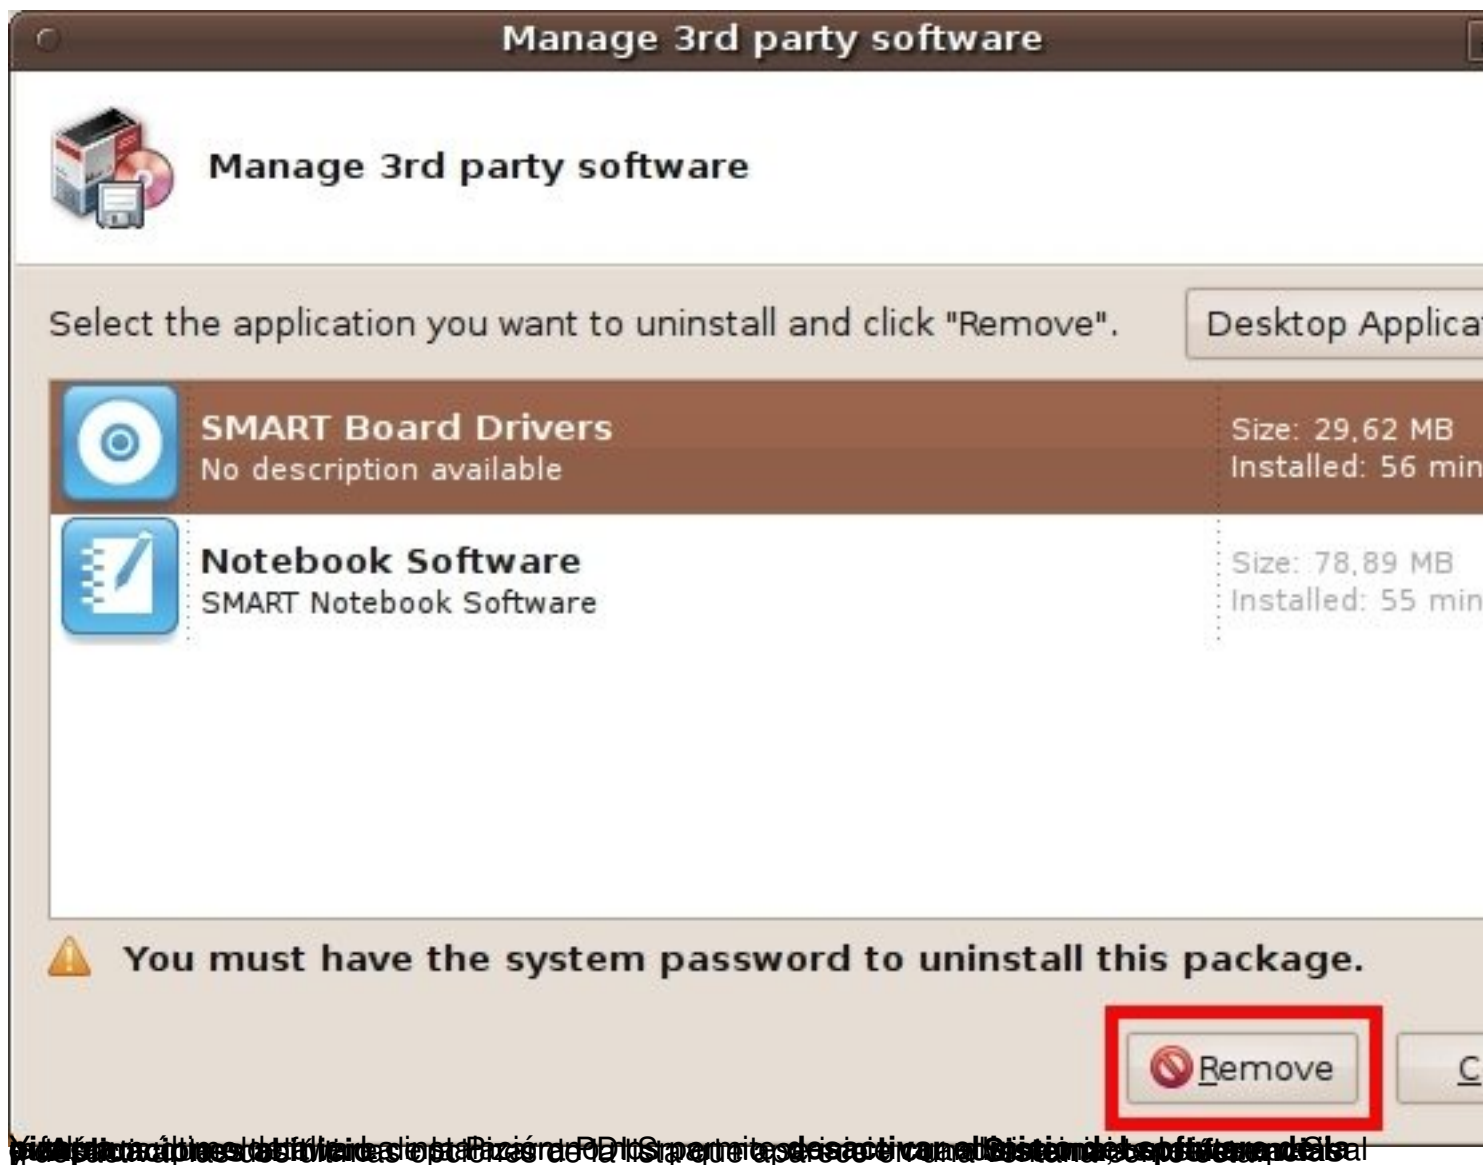 Manage 3rd party software
Manage 3rd party software
Select the application you want to uninstall and click "Remove".
Desktop Applica
SMART Board Drivers
Size: 29,62 MB
No description available
Installed: 56 min
Notebook Software
Size: 78,89 MB
SMART Notebook Software
Installed: 55 min
You must have the system password to uninstall this package.
Remove
C